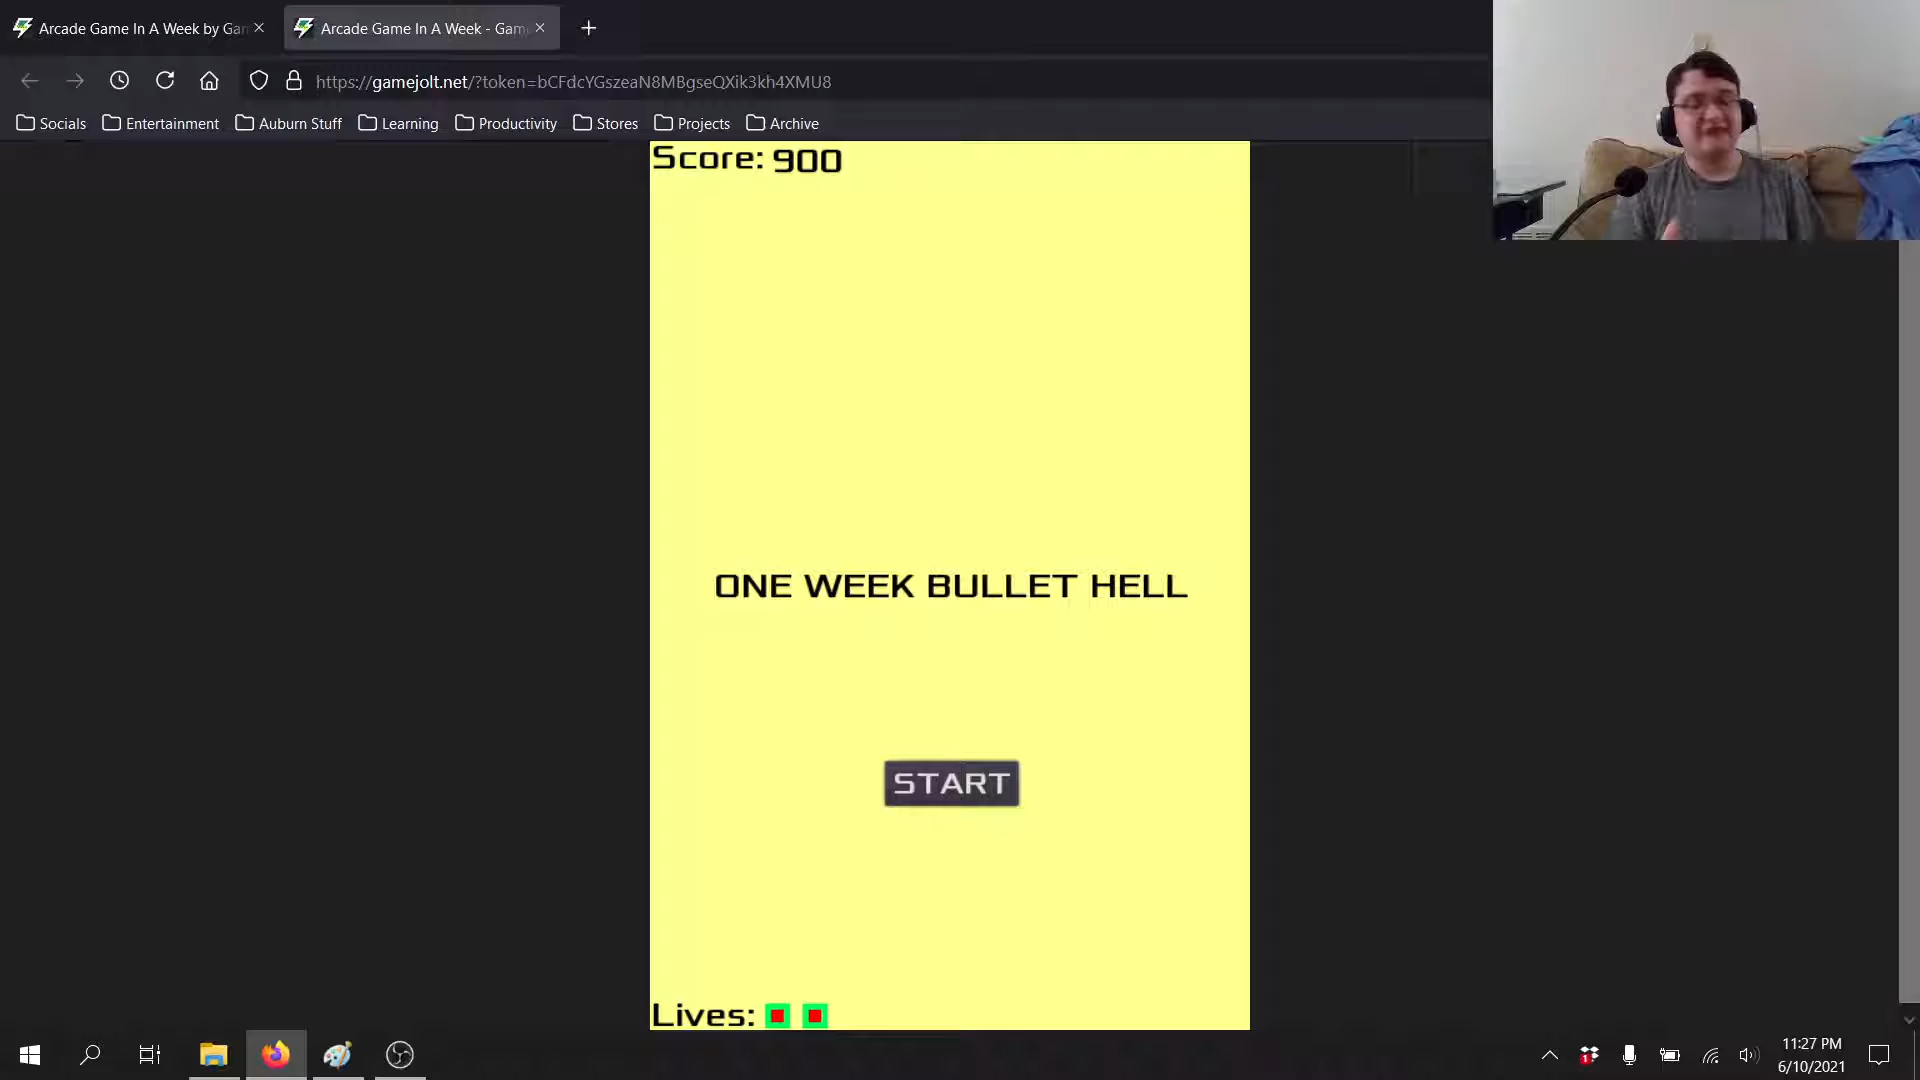 Arcade Game In A Week by Gam
Arcade Game In A Week - Gam
https://gamejolt.net/?token=bCFdcYGszeaN8MBgseQXik3kh4XMU8
Socials
Entertainment
Auburn Stuff
Learning
Productivity
Stores
Projects
Archive
Score: 900
ONE WEEK BULLET HELL
START
Lives:
1
11:27 PM
6/10/2021